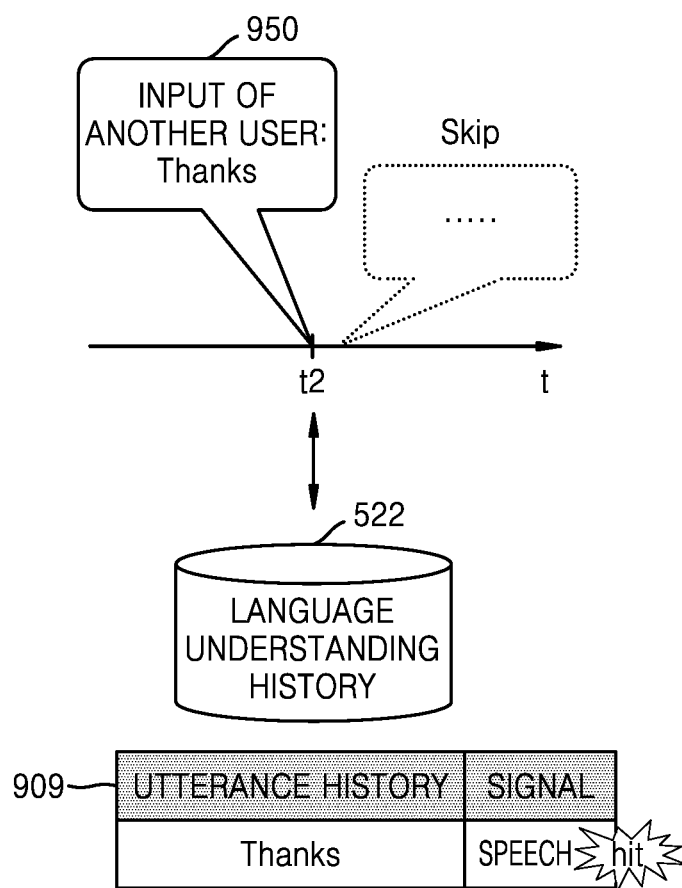 950
INPUT OF
ANOTHER USER:
Thanks
Skip
.....
t2
t
522
LANGUAGE
UNDERSTANDING
HISTORY
909
UTTERANCE HISTORY SIGNAL
Thanks SPEECH hit